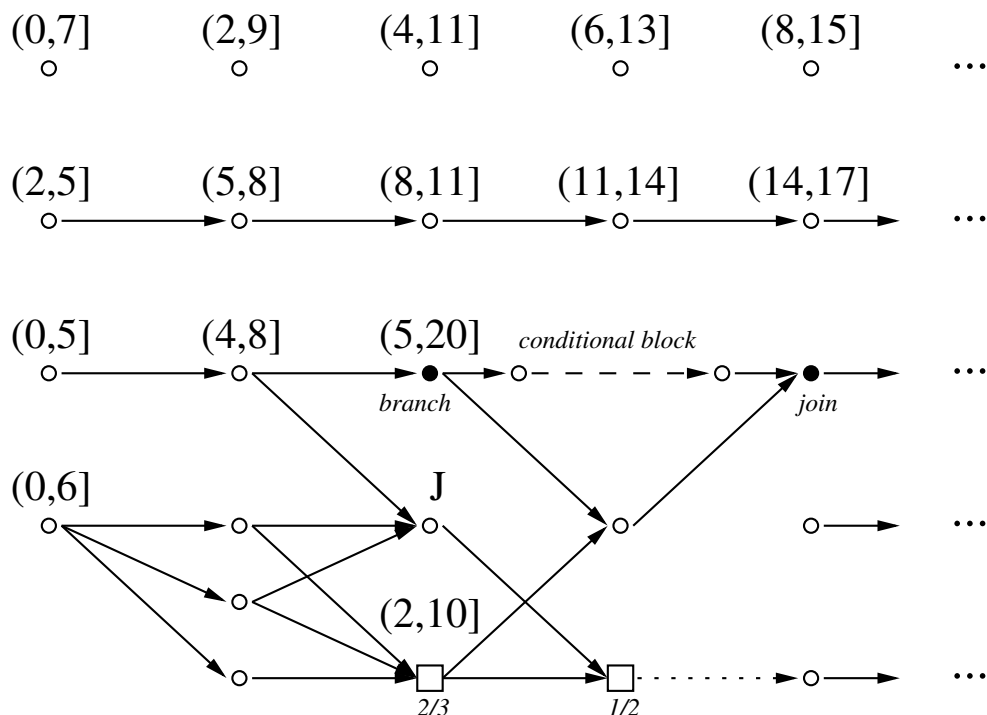 (0,7] (2,9] (4,11] (6,13] (8,15]
...
(2,5] (5,8] (8,11] (11,14] (14,17]
...
(0,5] (4,8] (5,20] conditional block
...
branch join
(0,6] J
...
(2,10]
...
2/3 1/2